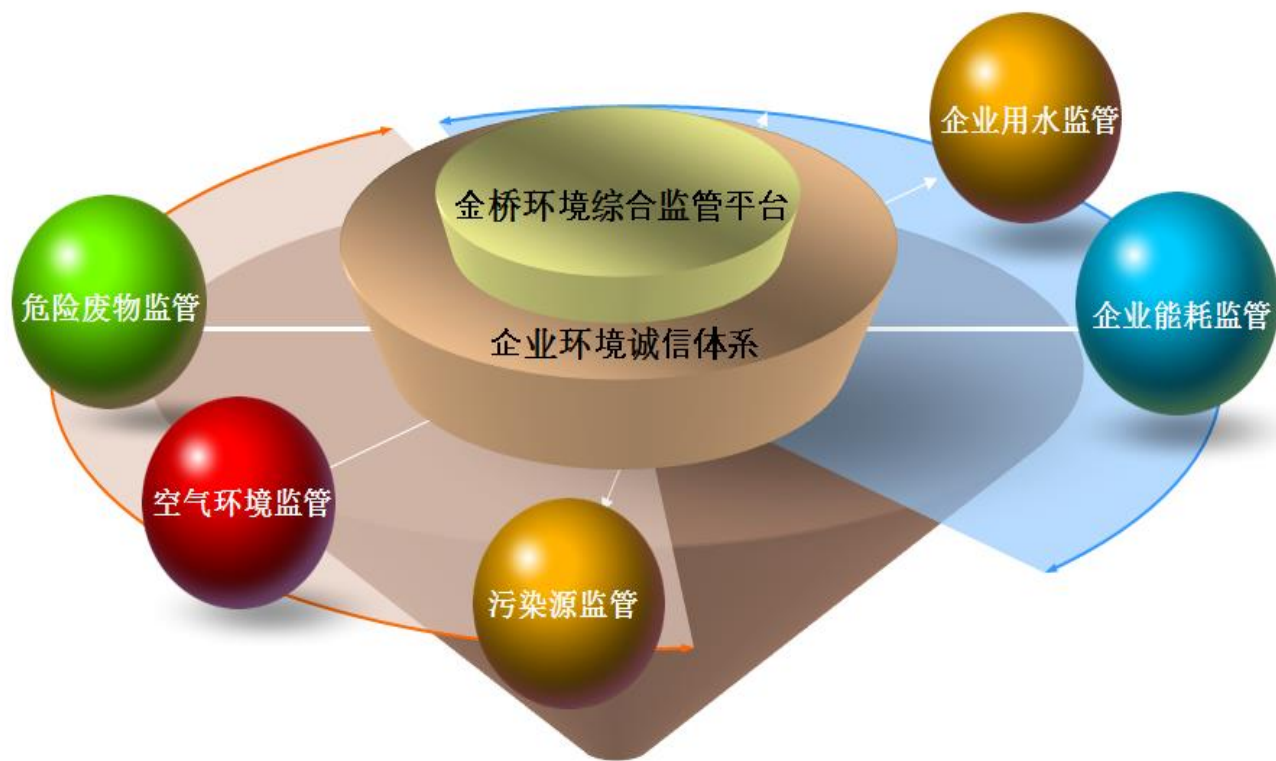 企业用水监管
金桥环境综合监管平台
危险废物监管
企业能耗监管
企业环境诚信体系
空气环境监管
污染源监管